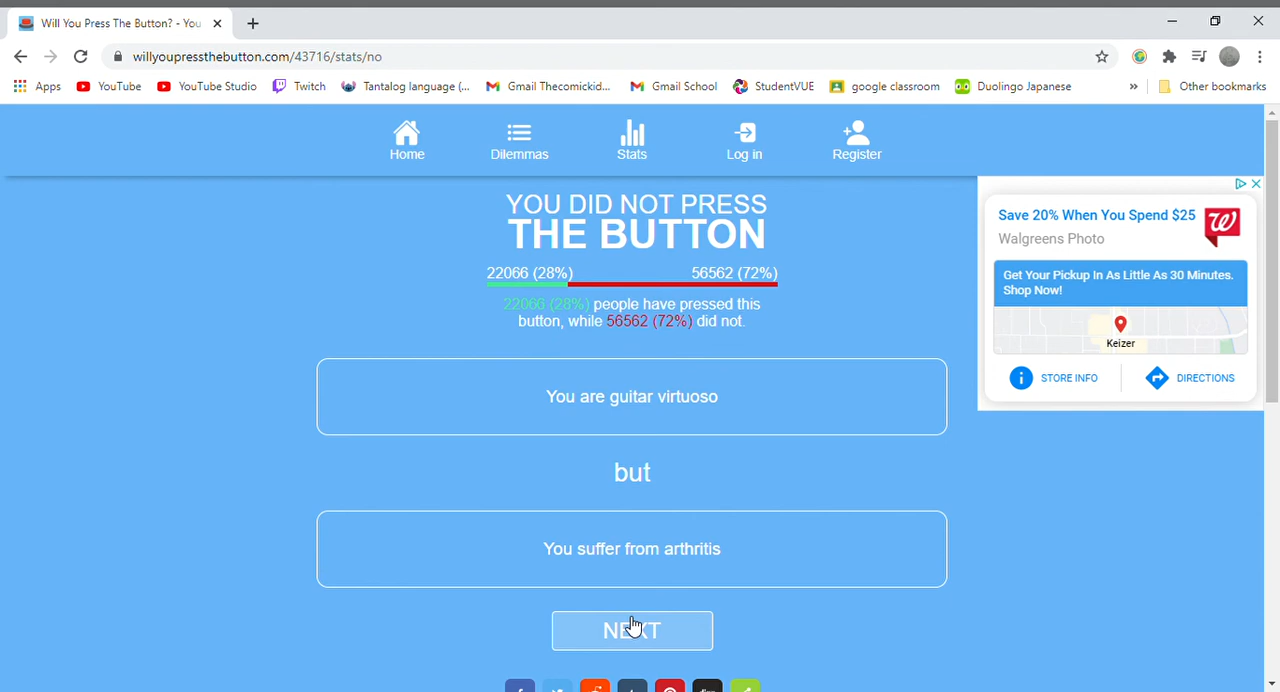 Will You Press The Button? - You
willyoupressthebutton.com/43716/stats/no
Apps YouTube YouTube Studio Twitch Tantalog language (... Gmail Thecomickid... Gmail School StudentVUE google classroom Duolingo Japanese » Other bookmarks
Home Dilemmas Stats Log in Register
YOU DID NOT PRESS
THE BUTTON
22066 (28%) 56562 (72%)
22066 (28%) people have pressed this
button, while 56562 (72%) did not.
You are guitar virtuoso
but
You suffer from arthritis
NEXT
Save 20% When You Spend $25
Walgreens Photo
Get Your Pickup In As Little As 30 Minutes.
Shop Now!
Keizer
STORE INFO DIRECTIONS